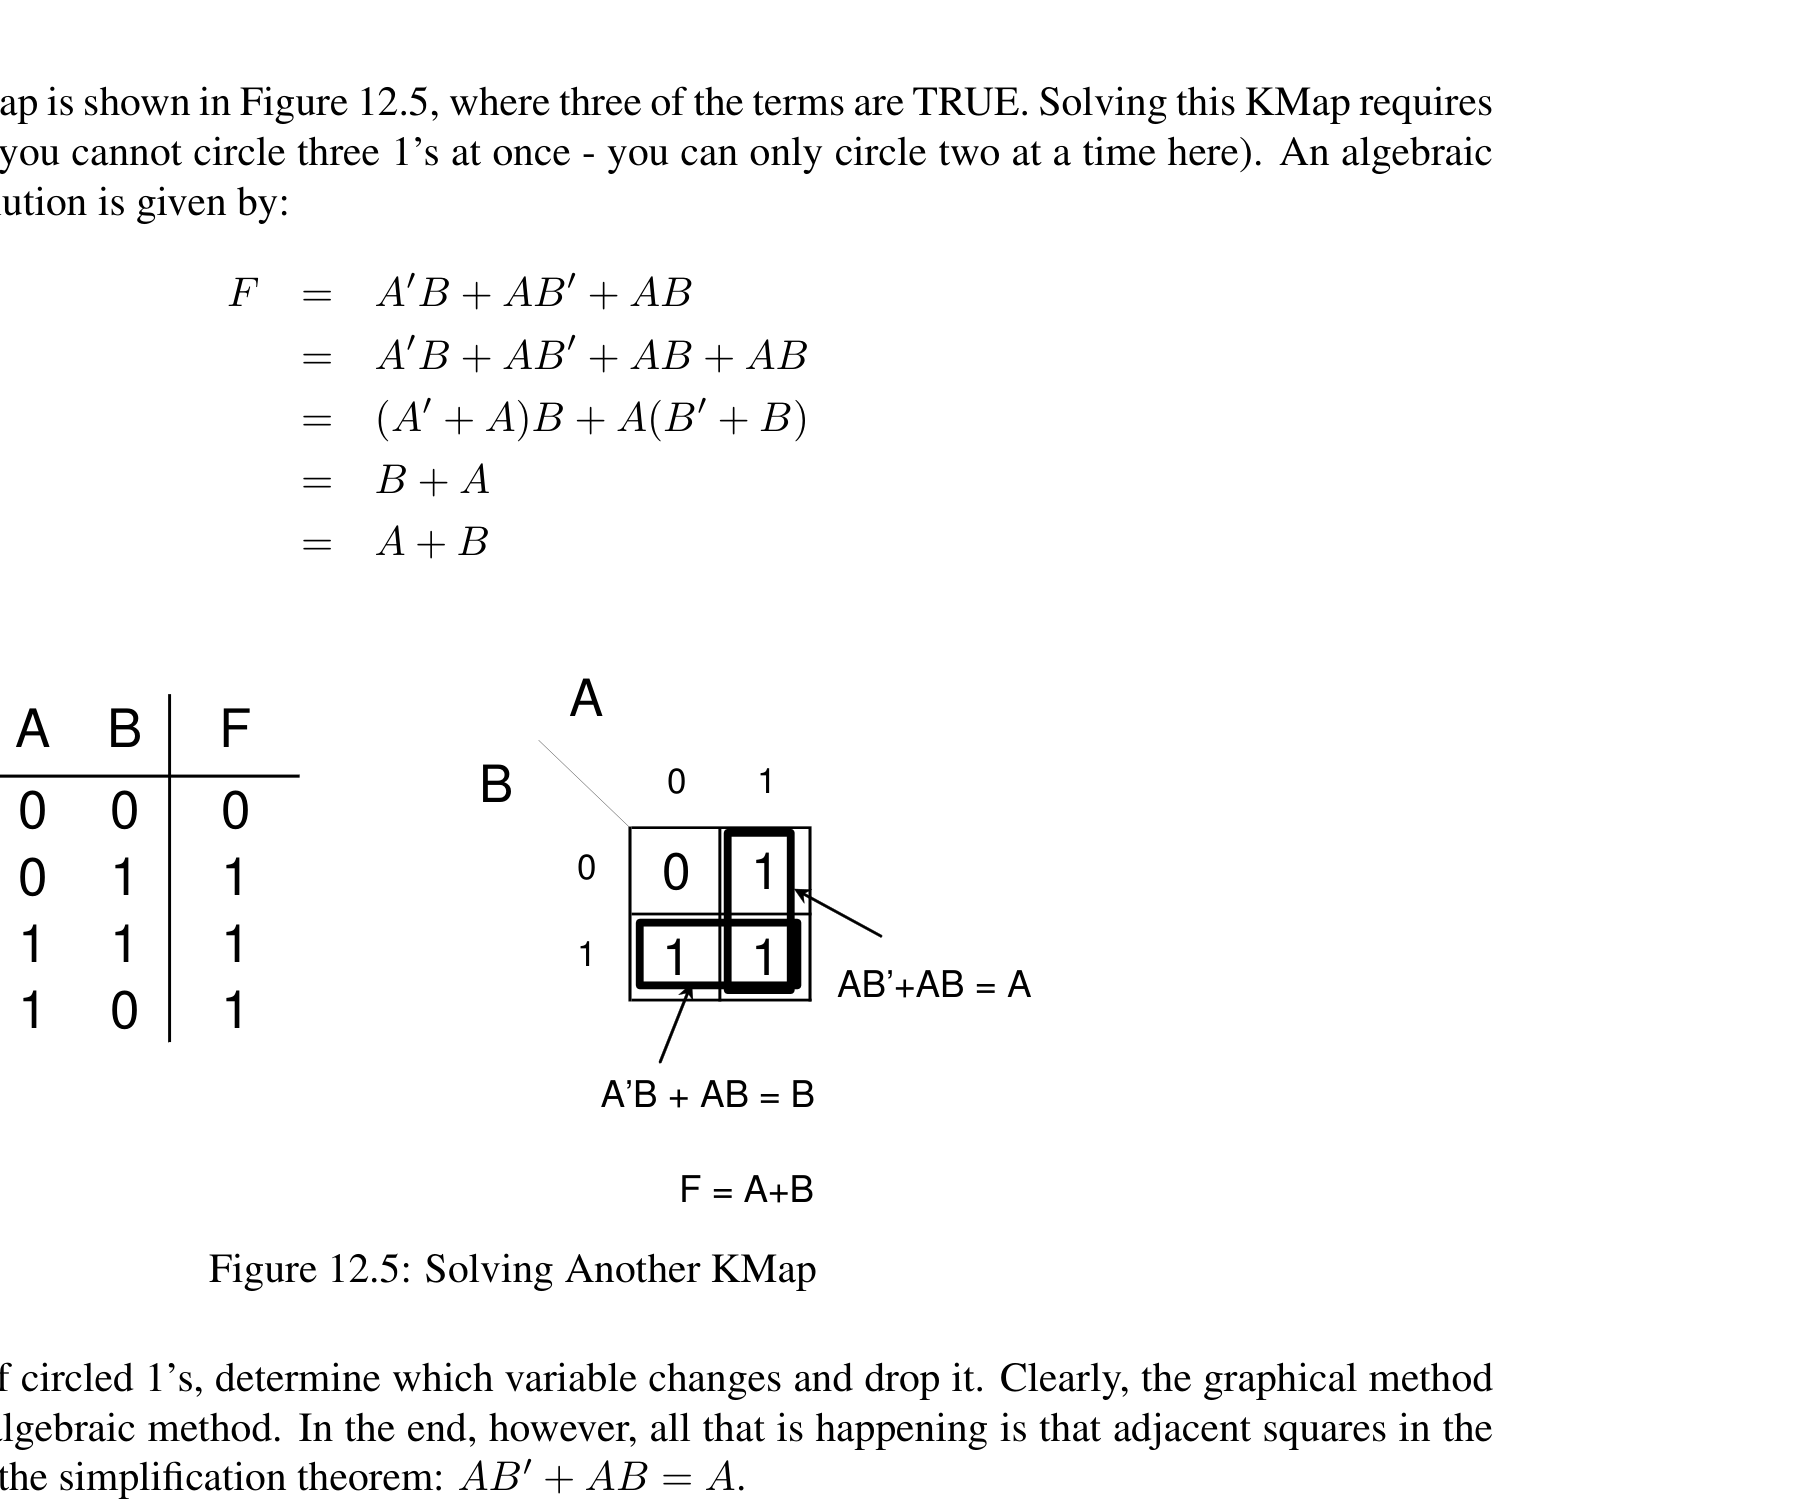 ap is shown in Figure 12.5, where three of the terms are TRUE. Solving this KMap requires
you cannot circle three 1's at once - you can only circle two at a time here). An algebraic
lution is given by:
F = A′B + AB′ + AB
= A′B + AB′ + AB + AB
= (A′ + A)B + A(B′ + B)
= B + A
= A + B
A B F
0 0 0
0 1 1
1 1 1
1 0 1
A
B
0 1
0 0 1
1 1 1
AB'+AB = A
A'B + AB = B
F = A+B
Figure 12.5: Solving Another KMap
f circled 1's, determine which variable changes and drop it. Clearly, the graphical method
lgebraic method. In the end, however, all that is happening is that adjacent squares in the
the simplification theorem: AB′ + AB = A.